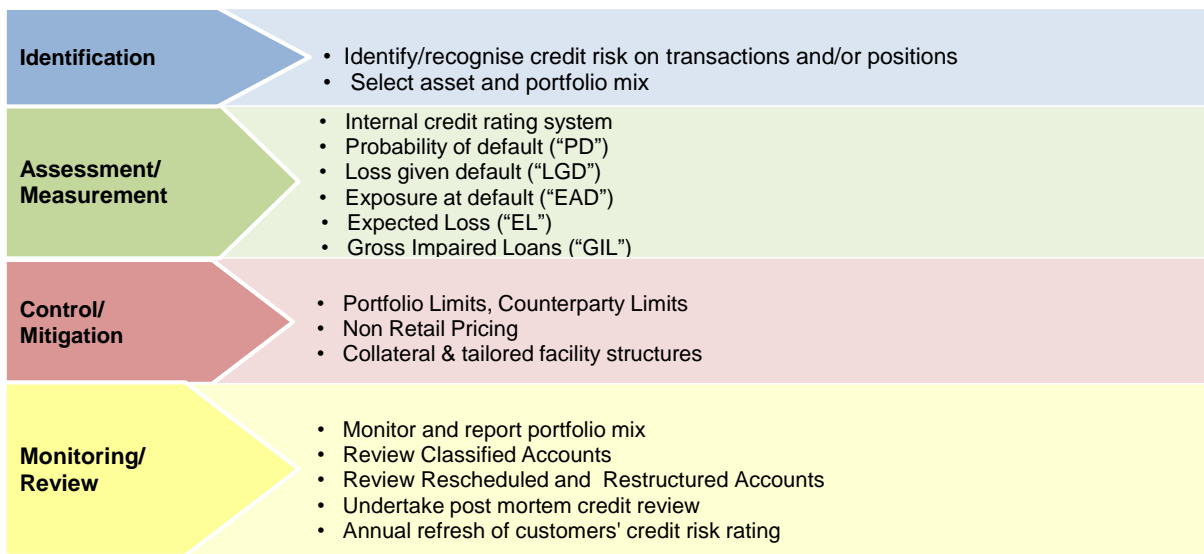 Identification
• Identify/recognise credit risk on transactions and/or positions
• Select asset and portfolio mix
Assessment/
Measurement
• Internal credit rating system
• Probability of default (“PD”)
• Loss given default (“LGD”)
• Exposure at default (“EAD”)
• Expected Loss (“EL”)
• Gross Impaired Loans (“GIL”)
Control/
Mitigation
• Portfolio Limits, Counterparty Limits
• Non Retail Pricing
• Collateral & tailored facility structures
Monitoring/
Review
• Monitor and report portfolio mix
• Review Classified Accounts
• Review Rescheduled and Restructured Accounts
• Undertake post mortem credit review
• Annual refresh of customers' credit risk rating